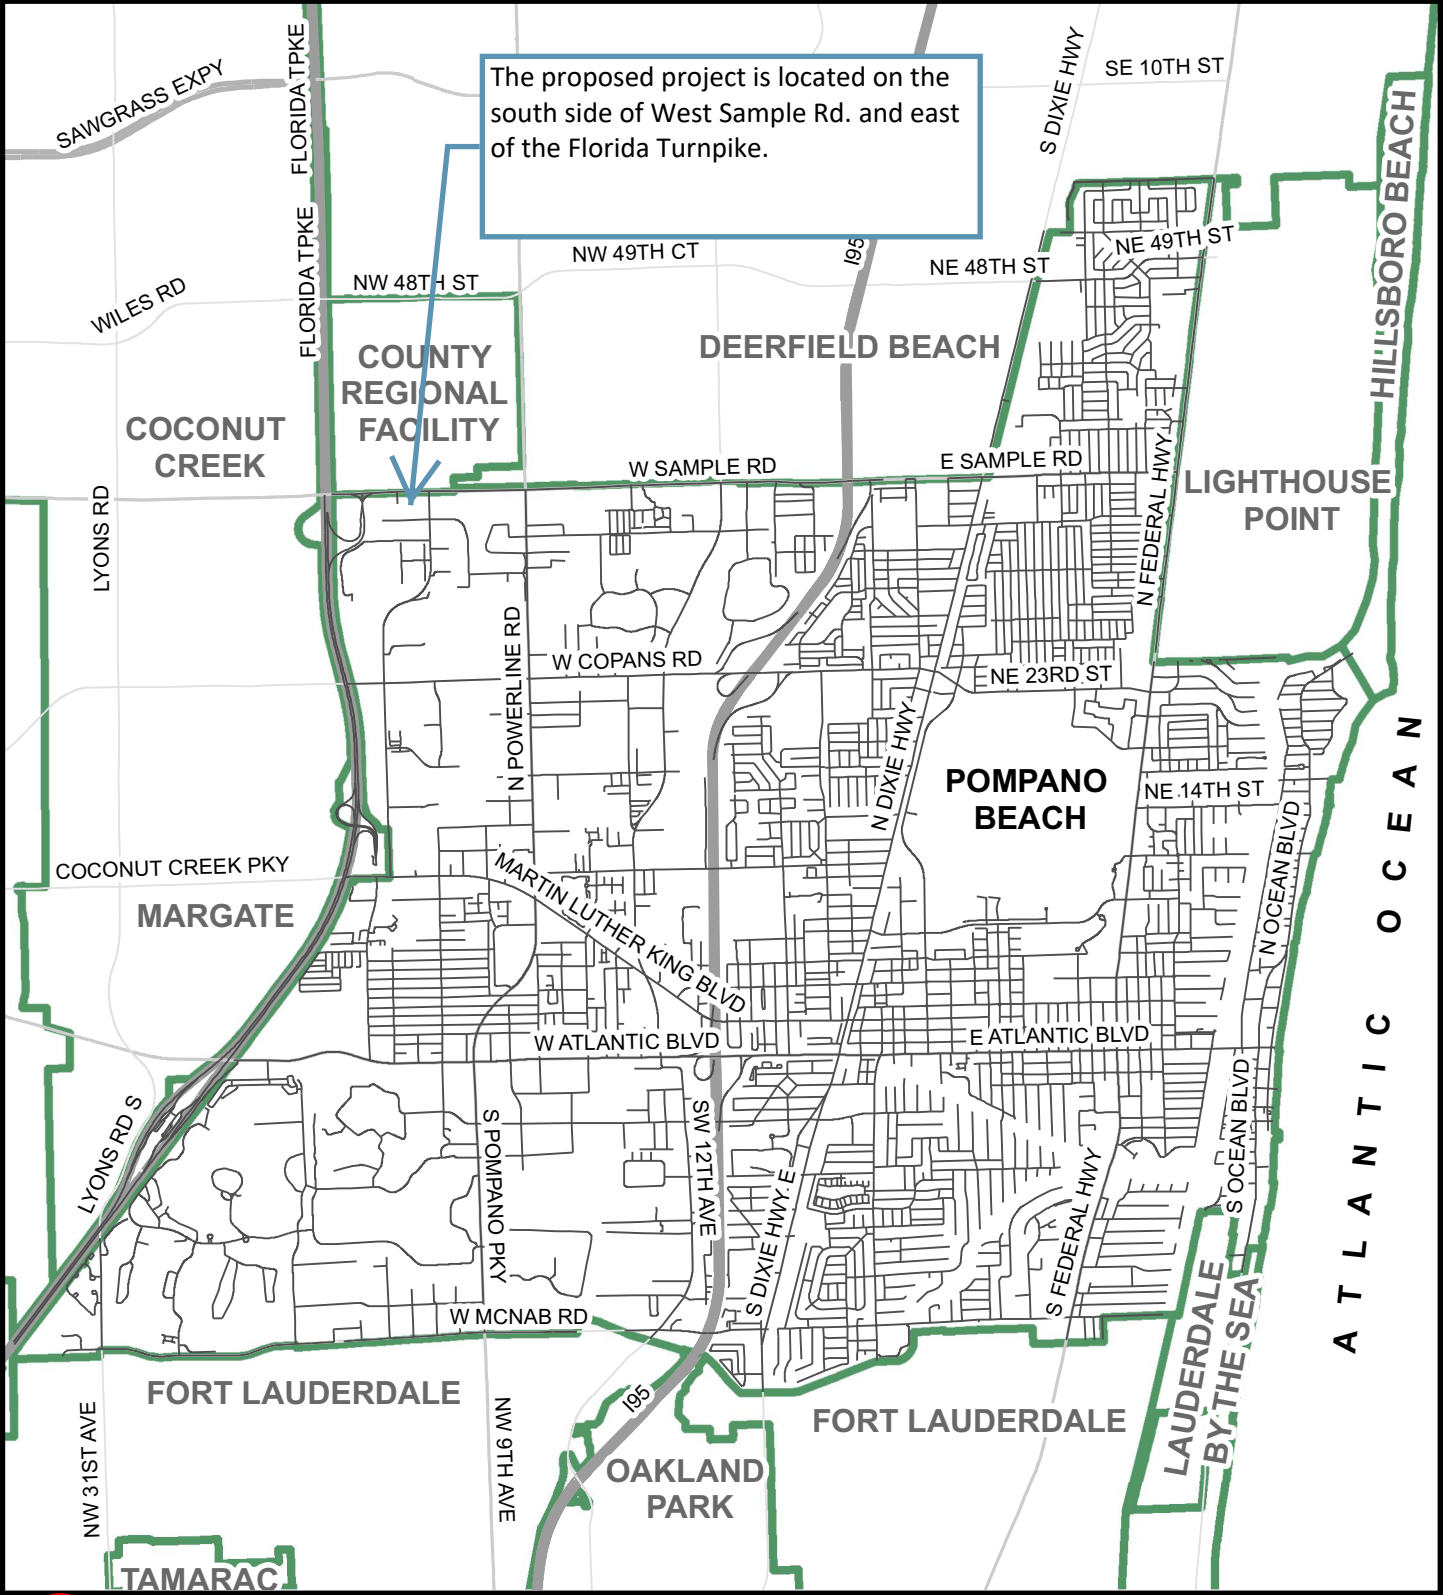 SAWGRASS EXPY
FLORIDA TPKE
The proposed project is located on the
south side of West Sample Rd. and east
of the Florida Turnpike.
S DIXIE HWY
SE 10TH ST
HILLSBORO BEACH
FLORIDA TPKE
WILES RD
NW 48TH ST
NW 49TH CT
I95
NE 48TH ST
NE 49TH ST
COUNTY
REGIONAL
FACILITY
DEERFIELD BEACH
COCONUT
CREEK
LYONS RD
W SAMPLE RD
E SAMPLE RD
N FEDERAL HWY
LIGHTHOUSE
POINT
N POWERLINE RD
W COPANS RD
NE 23RD ST
N DIXIE HWY
POMPANO
BEACH
NE 14TH ST
N OCEAN BLVD
ATLANTIC OCEAN
COCONUT CREEK PKY
MARGATE
MARTIN LUTHER KING BLVD
W ATLANTIC BLVD
E ATLANTIC BLVD
LYONS RD S
S POMPANO PKY
SW 12TH AVE
S DIXIE HWY E
S FEDERAL HWY
S OCEAN BLVD
W MCNAB RD
LAUDERDALE
BY THE SEA
FORT LAUDERDALE
I95
FORT LAUDERDALE
NW 31ST AVE
NW 9TH AVE
OAKLAND
PARK
TAMARAC